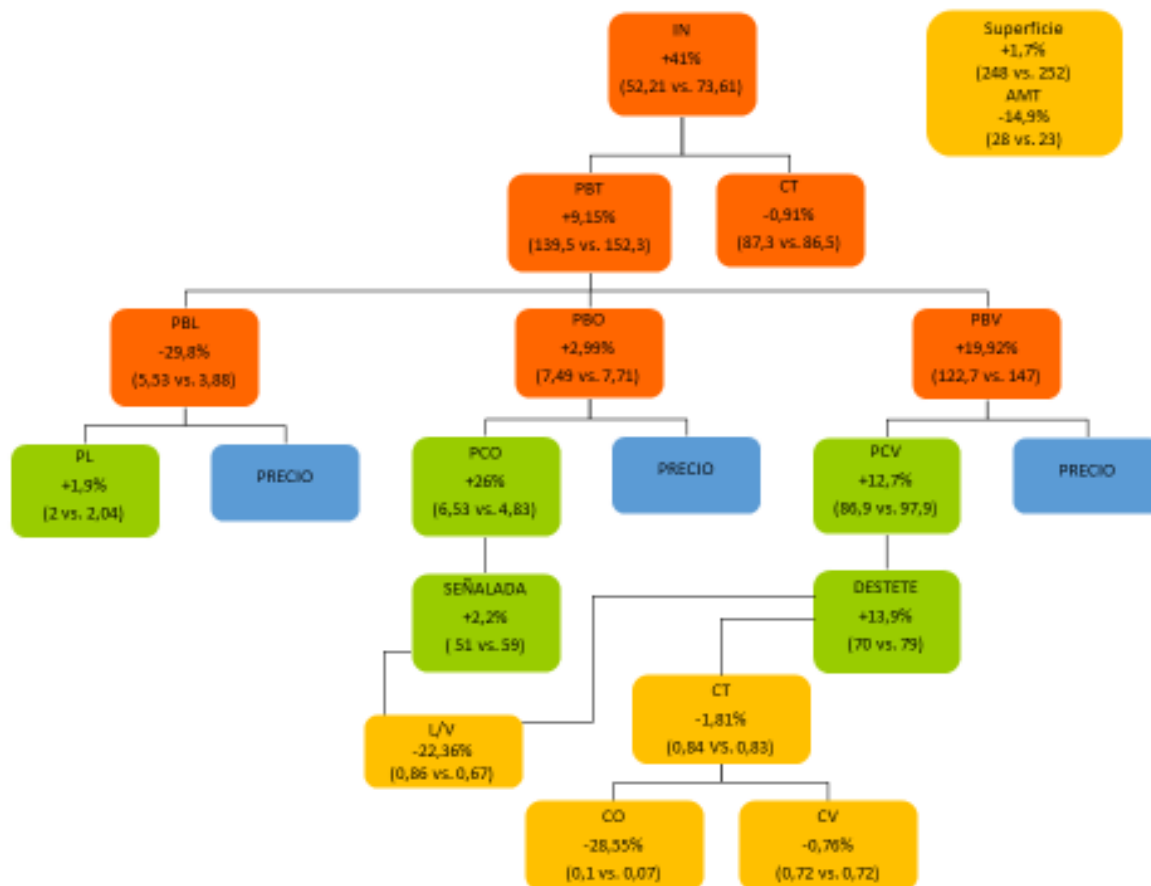 IN
+41%
(52,21 vs. 73,61)
Superficie
+1,7%
(248 vs. 252)
AMT
-14,9%
(28 vs. 23)
PBT
+9,15%
(139,5 vs. 152,3)
CT
-0,91%
(87,3 vs. 86,5)
PBL
-29,8%
(5,53 vs. 3,88)
PBO
+2,99%
(7,49 vs. 7,71)
PBV
+19,92%
(122,7 vs. 147)
PL
+1,9%
(2 vs. 2,04)
PRECIO
PCO
+26%
(6,53 vs. 4,83)
PRECIO
PCV
+12,7%
(86,9 vs. 97,9)
PRECIO
SEÑALADA
+2,2%
( 51 vs. 59)
DESTETE
+13,9%
(70 vs. 79)
L/V
-22,36%
(0,86 vs. 0,67)
CT
-1,81%
(0,84 VS. 0,83)
CO
-28,55%
(0,1 vs. 0,07)
CV
-0,76%
(0,72 vs. 0,72)